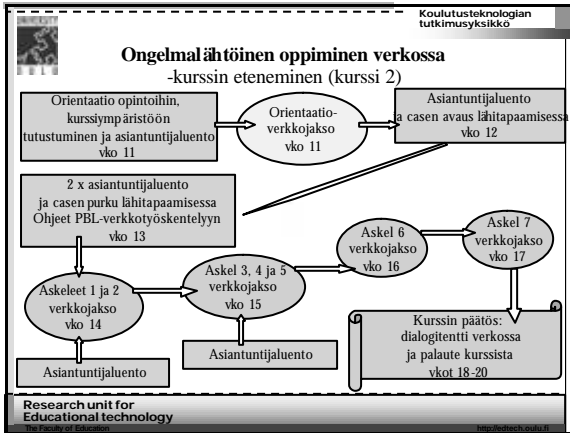 Koulutusteknologian
tutkimusyksikkö
Ongelmalähtöinen oppiminen verkossa
-kurssin eteneminen (kurssi 2)
Orientaatio opintoihin,
kurssiympäristöön
tutustuminen ja asiantuntijaluento
vko 11
Orientaatio-
verkkojakso
vko 11
Asiantuntijaluento
ja casen avaus lähitapaamisessa
vko 12
2 x asiantuntijaluento
ja casen purku lähitapaamisessa
Ohjeet PBL-verkkotyöskentelyyn
vko 13
Askeleet 1 ja 2
verkkojakso
vko 14
Askel 3, 4 ja 5
verkkojakso
vko 15
Askel 6
verkkojakso
vko 16
Askel 7
verkkojakso
vko 17
Asiantuntijaluento
Asiantuntijaluento
Kurssin päätös:
dialogitentti verkossa
ja palaute kurssista
vkot 18-20
Research unit for
Educational technology
The Faculty of Education
http://edtech.oulu.fi